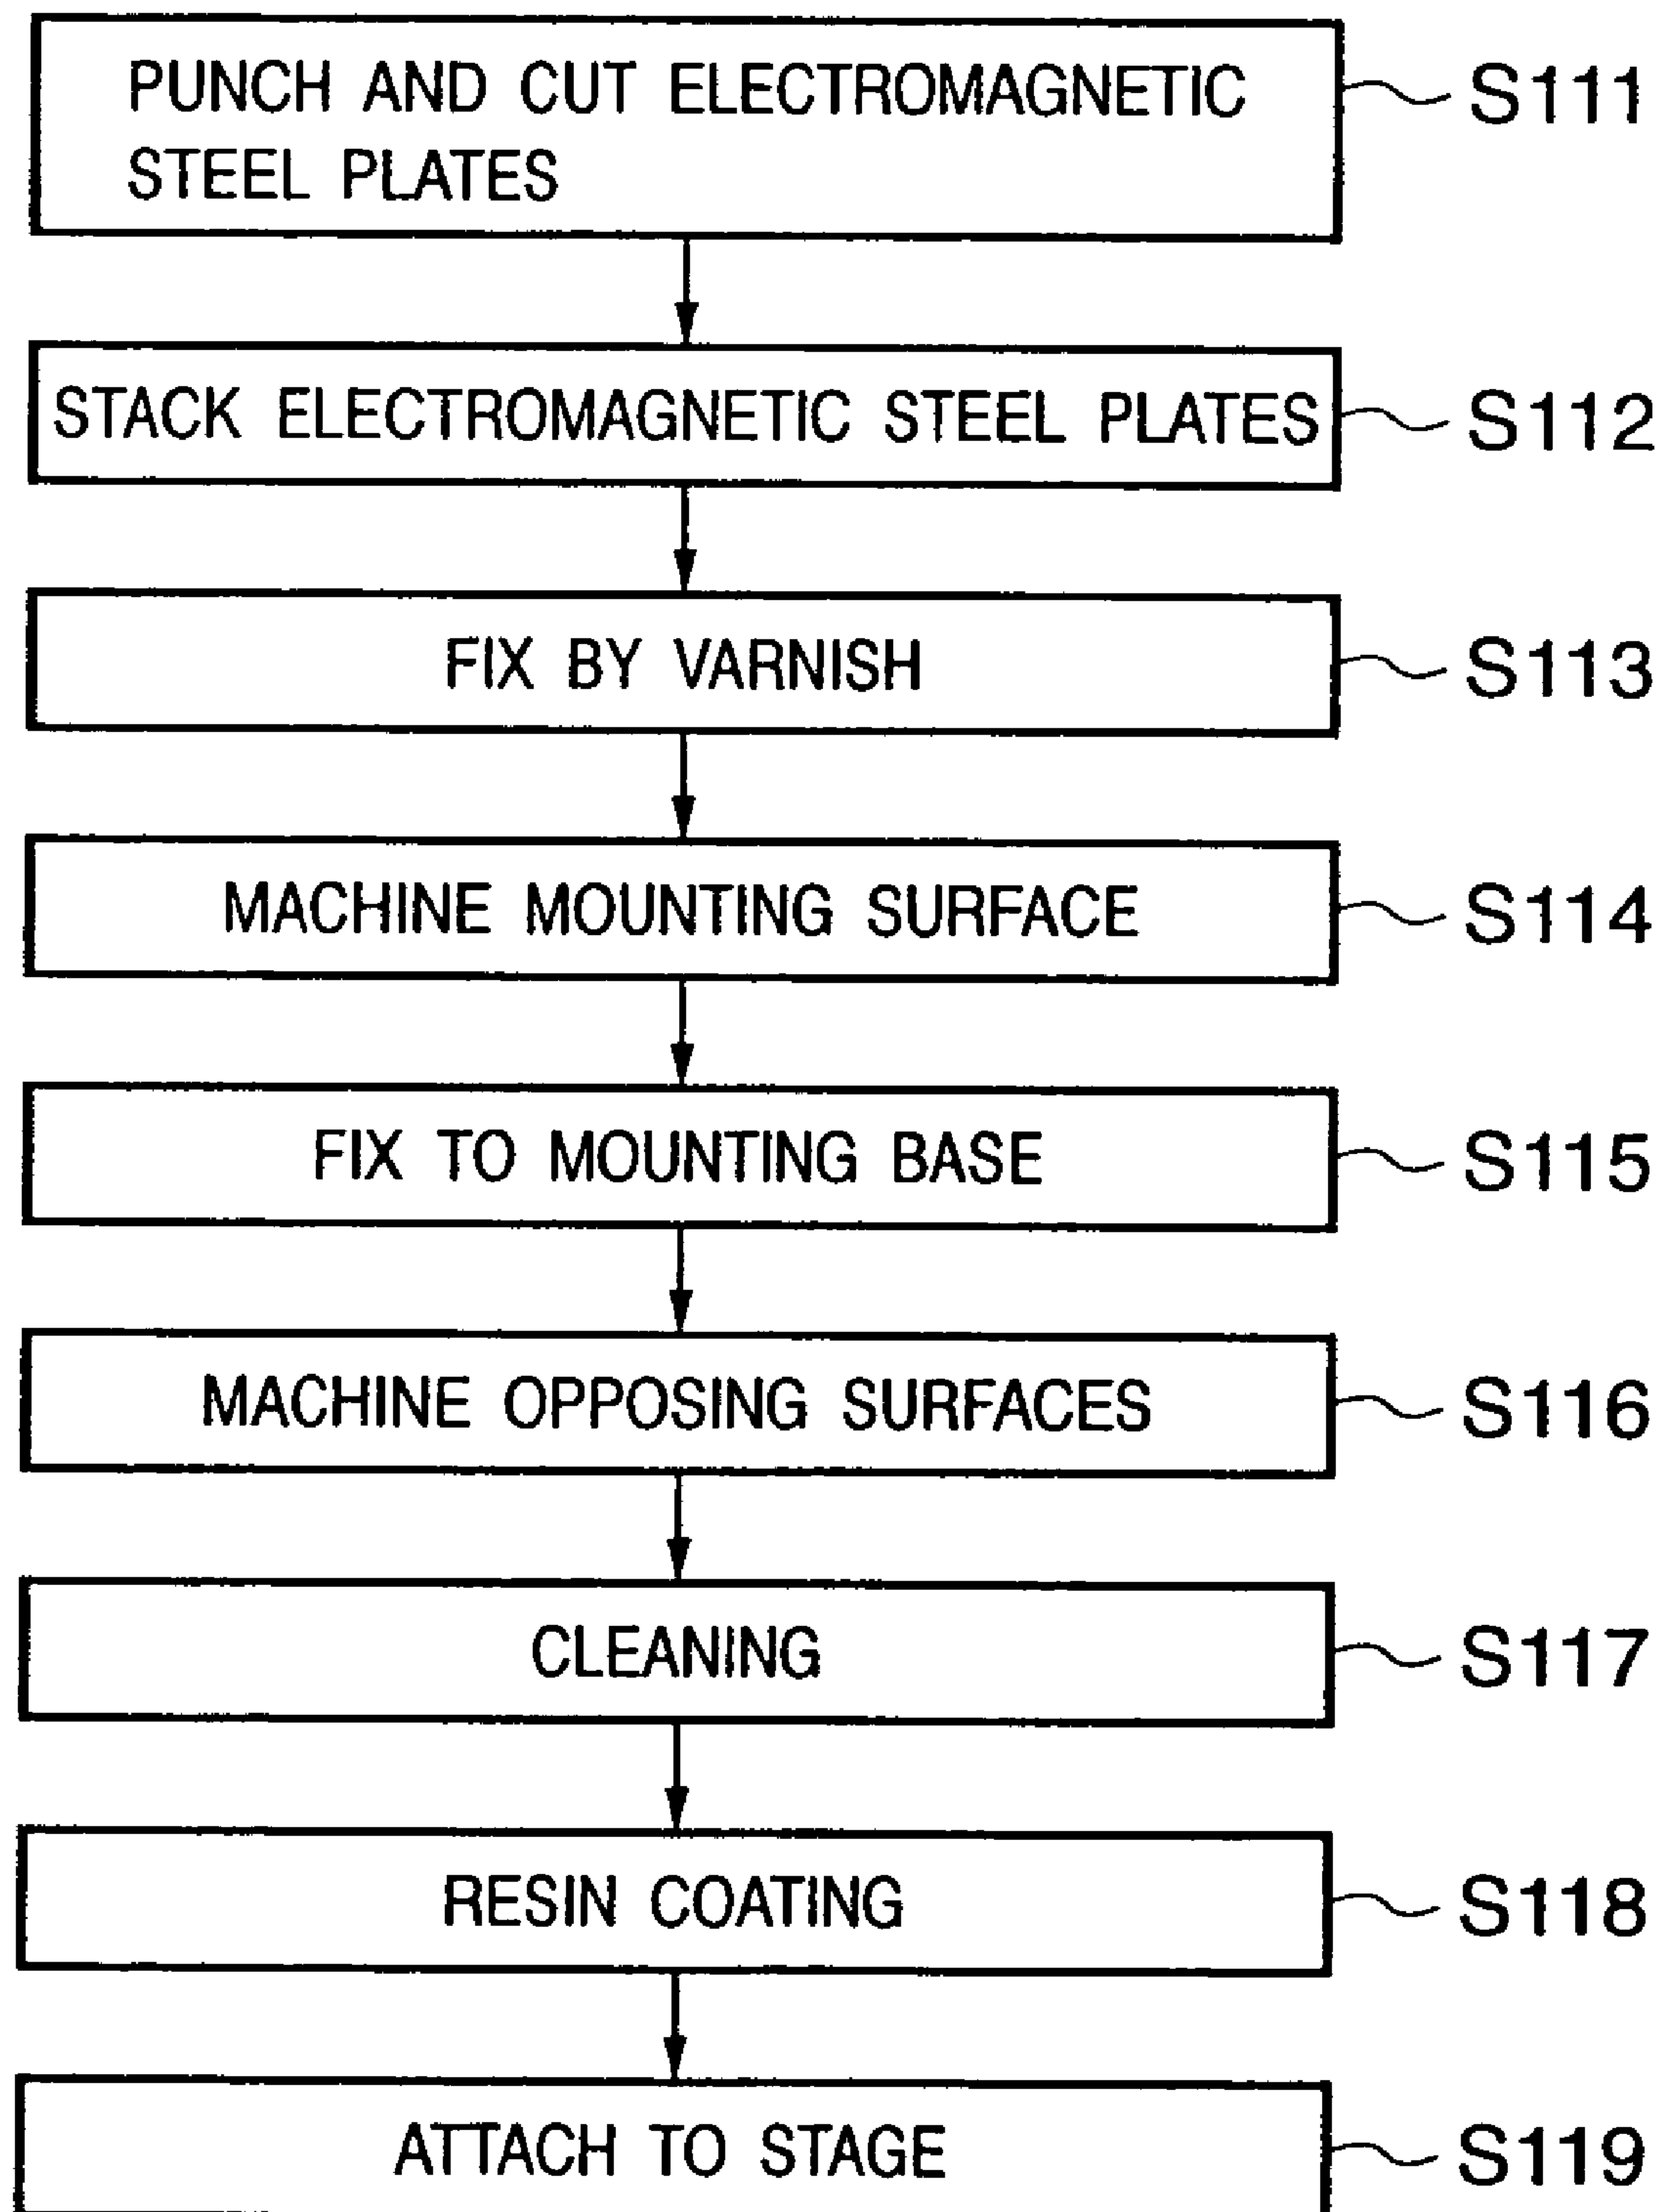 PUNCH AND CUT ELECTROMAGNETIC
STEEL PLATES
S111
STACK ELECTROMAGNETIC STEEL PLATES
S112
FIX BY VARNISH
S113
MACHINE MOUNTING SURFACE
S114
FIX TO MOUNTING BASE
S115
MACHINE OPPOSING SURFACES
S116
CLEANING
S117
RESIN COATING
S118
ATTACH TO STAGE
S119